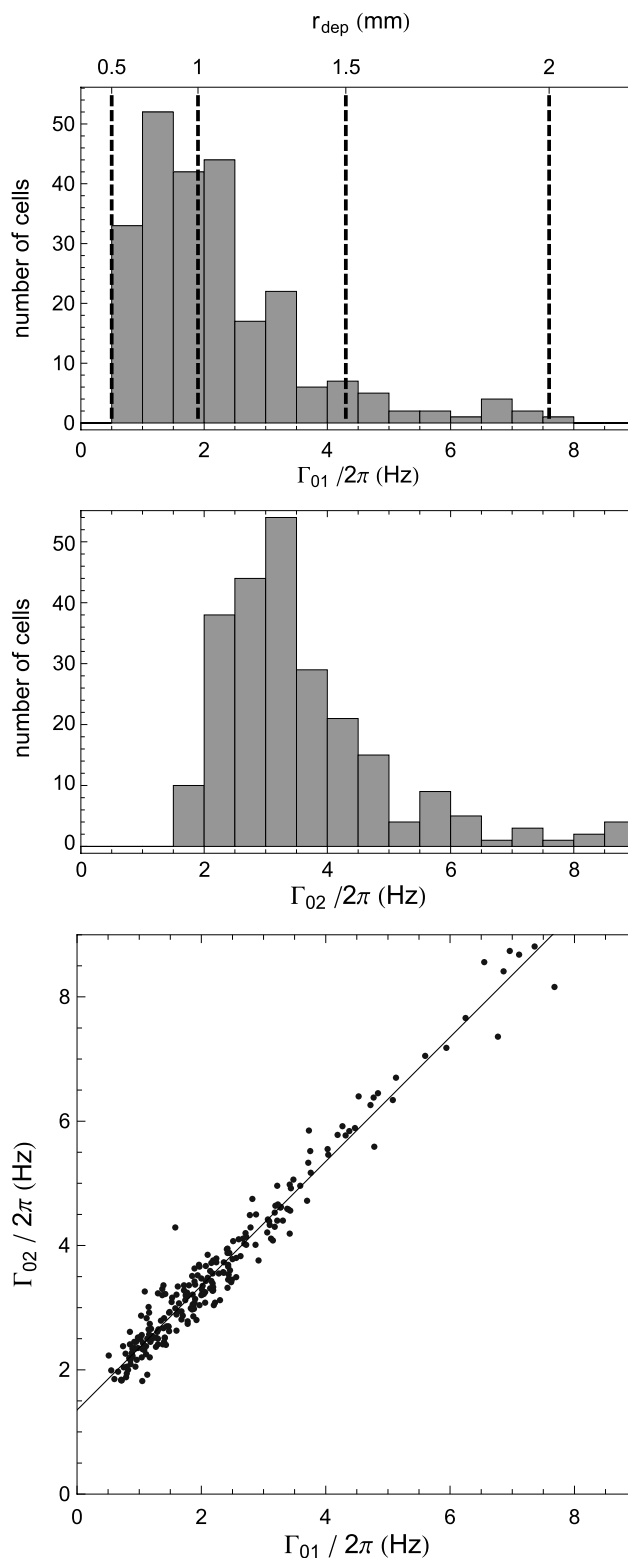 r_dep (mm)
0.5 1 1.5 2
50
40
30
20
10
0
number of cells
0 2 4 6 8
Γ01 /2π (Hz)
50
40
30
20
10
0
number of cells
0 2 4 6 8
Γ02 /2π (Hz)
8
6
4
2
0
Γ02 / 2π (Hz)
0 2 4 6 8
Γ01 / 2π (Hz)